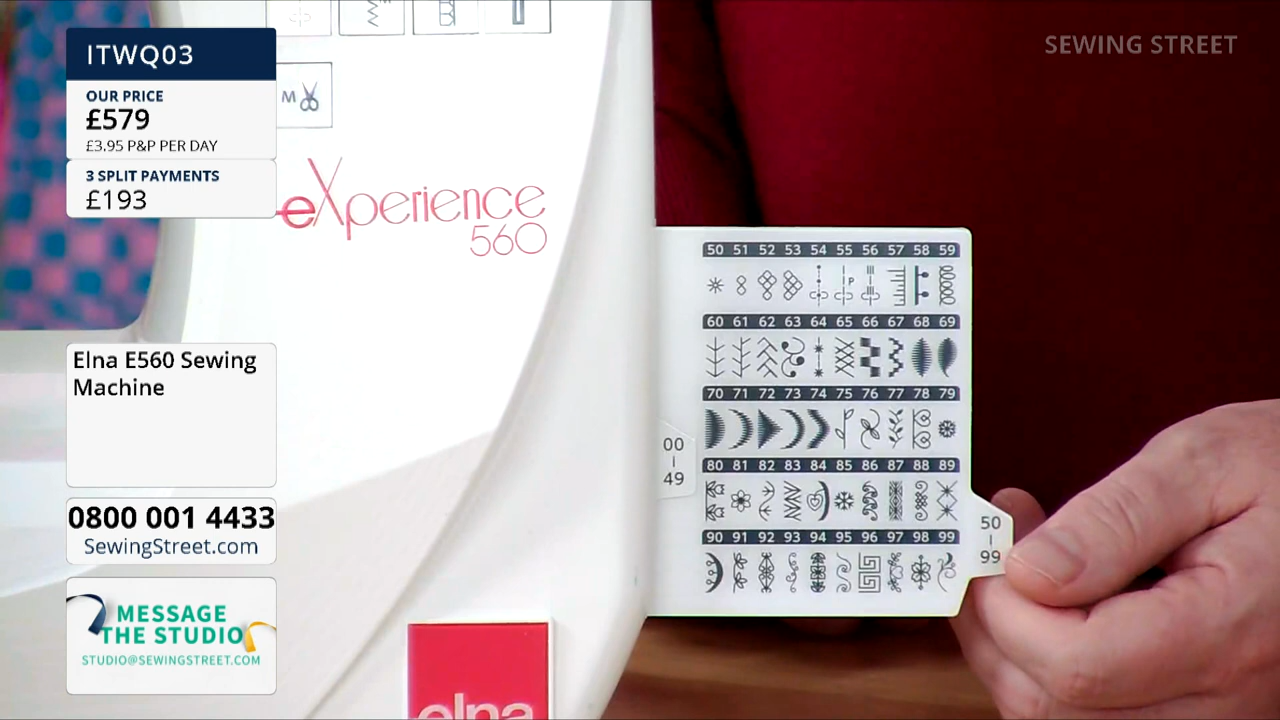 ITWQ03
OUR PRICE
£579
£3.95 P&P PER DAY
3 SPLIT PAYMENTS
£193
Elna E560 Sewing
Machine
0800 001 4433
SewingStreet.com
MESSAGE
THE STUDIO
STUDIO@SEWINGSTREET.COM
SEWING STREET
M
eXperience
560
elna
00
49
50 51 52 53 54 55 56 57 58 59
P
60 61 62 63 64 65 66 67 68 69
70 71 72 73 74 75 76 77 78 79
80 81 82 83 84 85 86 87 88 89
90 91 92 93 94 95 96 97 98 99
50
99